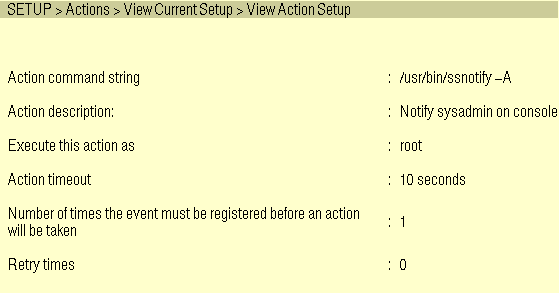 SETUP > Actions > View Current Setup > View Action Setup
Action command string : /usr/bin/ssnotify –A
Action description: : Notify sysadmin on console
Execute this action as : root
Action timeout : 10 seconds
Number of times the event must be registered before an action
will be taken : 1
Retry times : 0